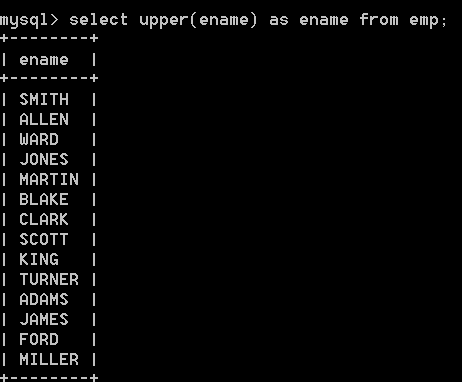 mysql> select upper(ename) as ename from emp;
+--------+
| ename  |
+--------+
| SMITH  |
| ALLEN  |
| WARD   |
| JONES  |
| MARTIN |
| BLAKE  |
| CLARK  |
| SCOTT  |
| KING   |
| TURNER |
| ADAMS  |
| JAMES  |
| FORD   |
| MILLER |
+--------+